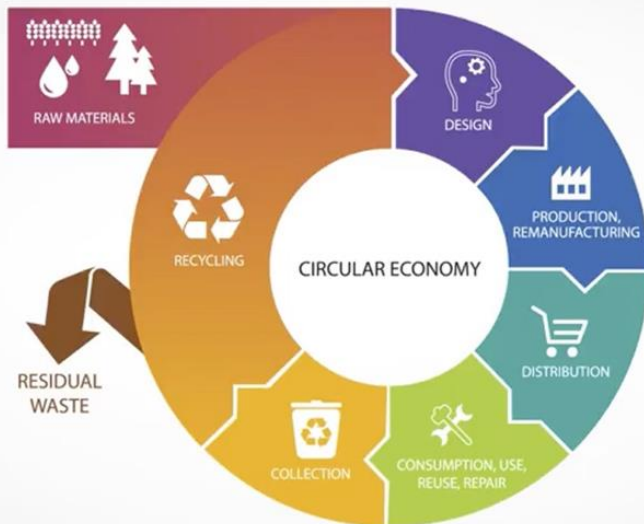 RAW MATERIALS
DESIGN
PRODUCTION,
REMANUFACTURING
RECYCLING
CIRCULAR ECONOMY
DISTRIBUTION
RESIDUAL
WASTE
COLLECTION
CONSUMPTION, USE,
REUSE, REPAIR